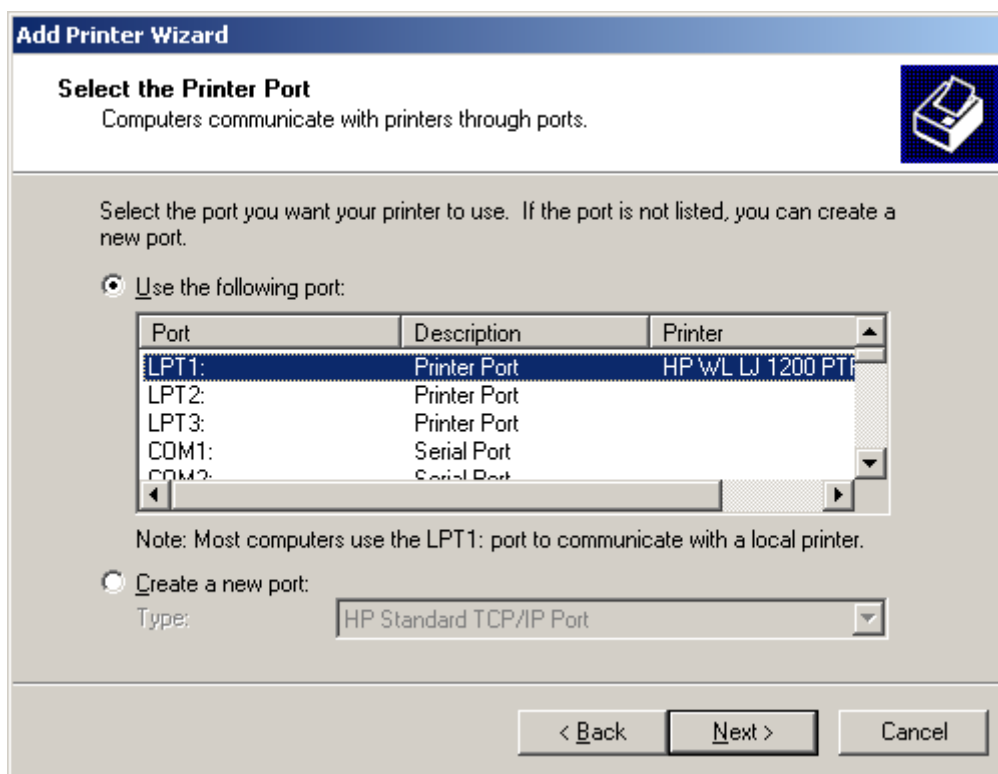 Add Printer Wizard
Select the Printer Port
Computers communicate with printers through ports.
Select the port you want your printer to use. If the port is not listed, you can create a
new port.
Use the following port:
Port Description Printer
LPT1: Printer Port HP WL LJ 1200 PTP
LPT2: Printer Port
LPT3: Printer Port
COM1: Serial Port
COM2: Serial Port
Note: Most computers use the LPT1: port to communicate with a local printer.
Create a new port:
Type: HP Standard TCP/IP Port
< Back Next > Cancel